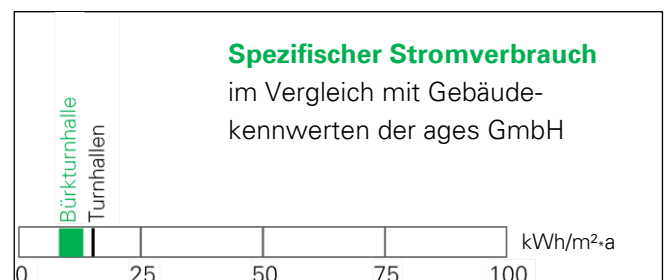 Spezifischer Stromverbrauch
im Vergleich mit Gebäude-
kennwerten der ages GmbH
Bürkturnhalle
Turnhallen
kWh/m²*a
0 25 50 75 100